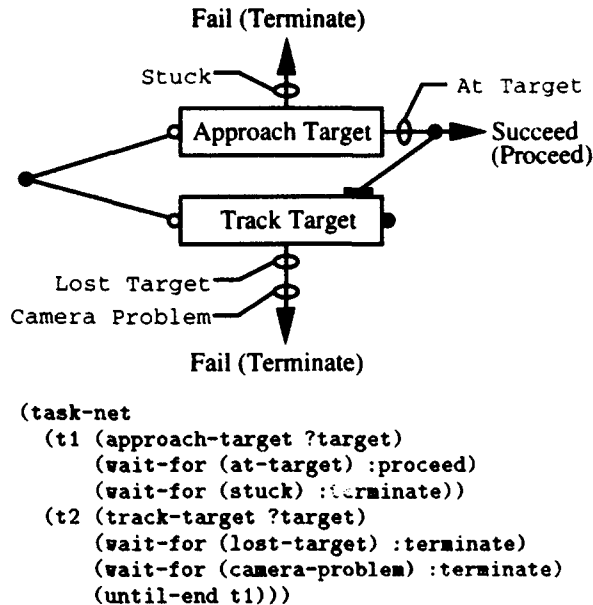 Fail (Terminate)
Stuck
At Target
Approach Target
Succeed
(Proceed)
Track Target
Lost Target
Camera Problem
Fail (Terminate)
(task-net
(t1 (approach-target ?target)
(wait-for (at-target) :proceed)
(wait-for (stuck) :terminate))
(t2 (track-target ?target)
(wait-for (lost-target) :terminate)
(wait-for (camera-problem) :terminate)
(until-end t1)))